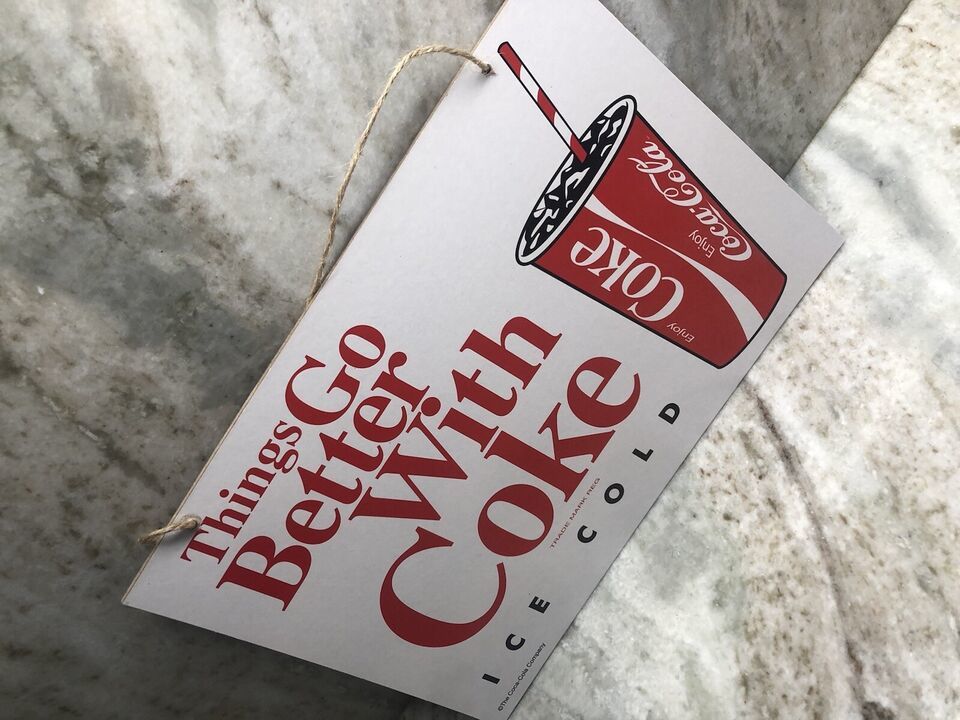 Things Go
Better
With
Coke
TRADE MARK REG
ICE COLD
©The Coca-Cola Company
Enjoy
Coke
Enjoy
Coca-Cola